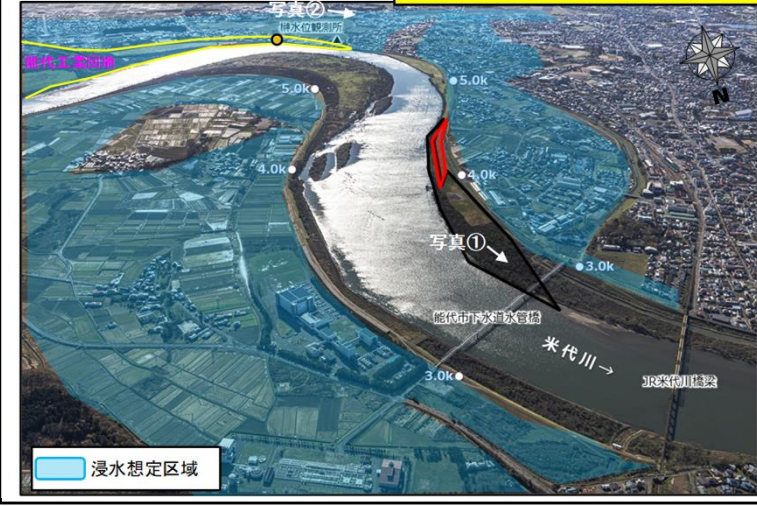 写真②→
榊水位観測所
能代工業団地
5.0k
5.0k
4.0k
4.0k
写真①
3.0k
能代市下水道水管橋
米代川→
JR米代川橋梁
3.0k
浸水想定区域
N